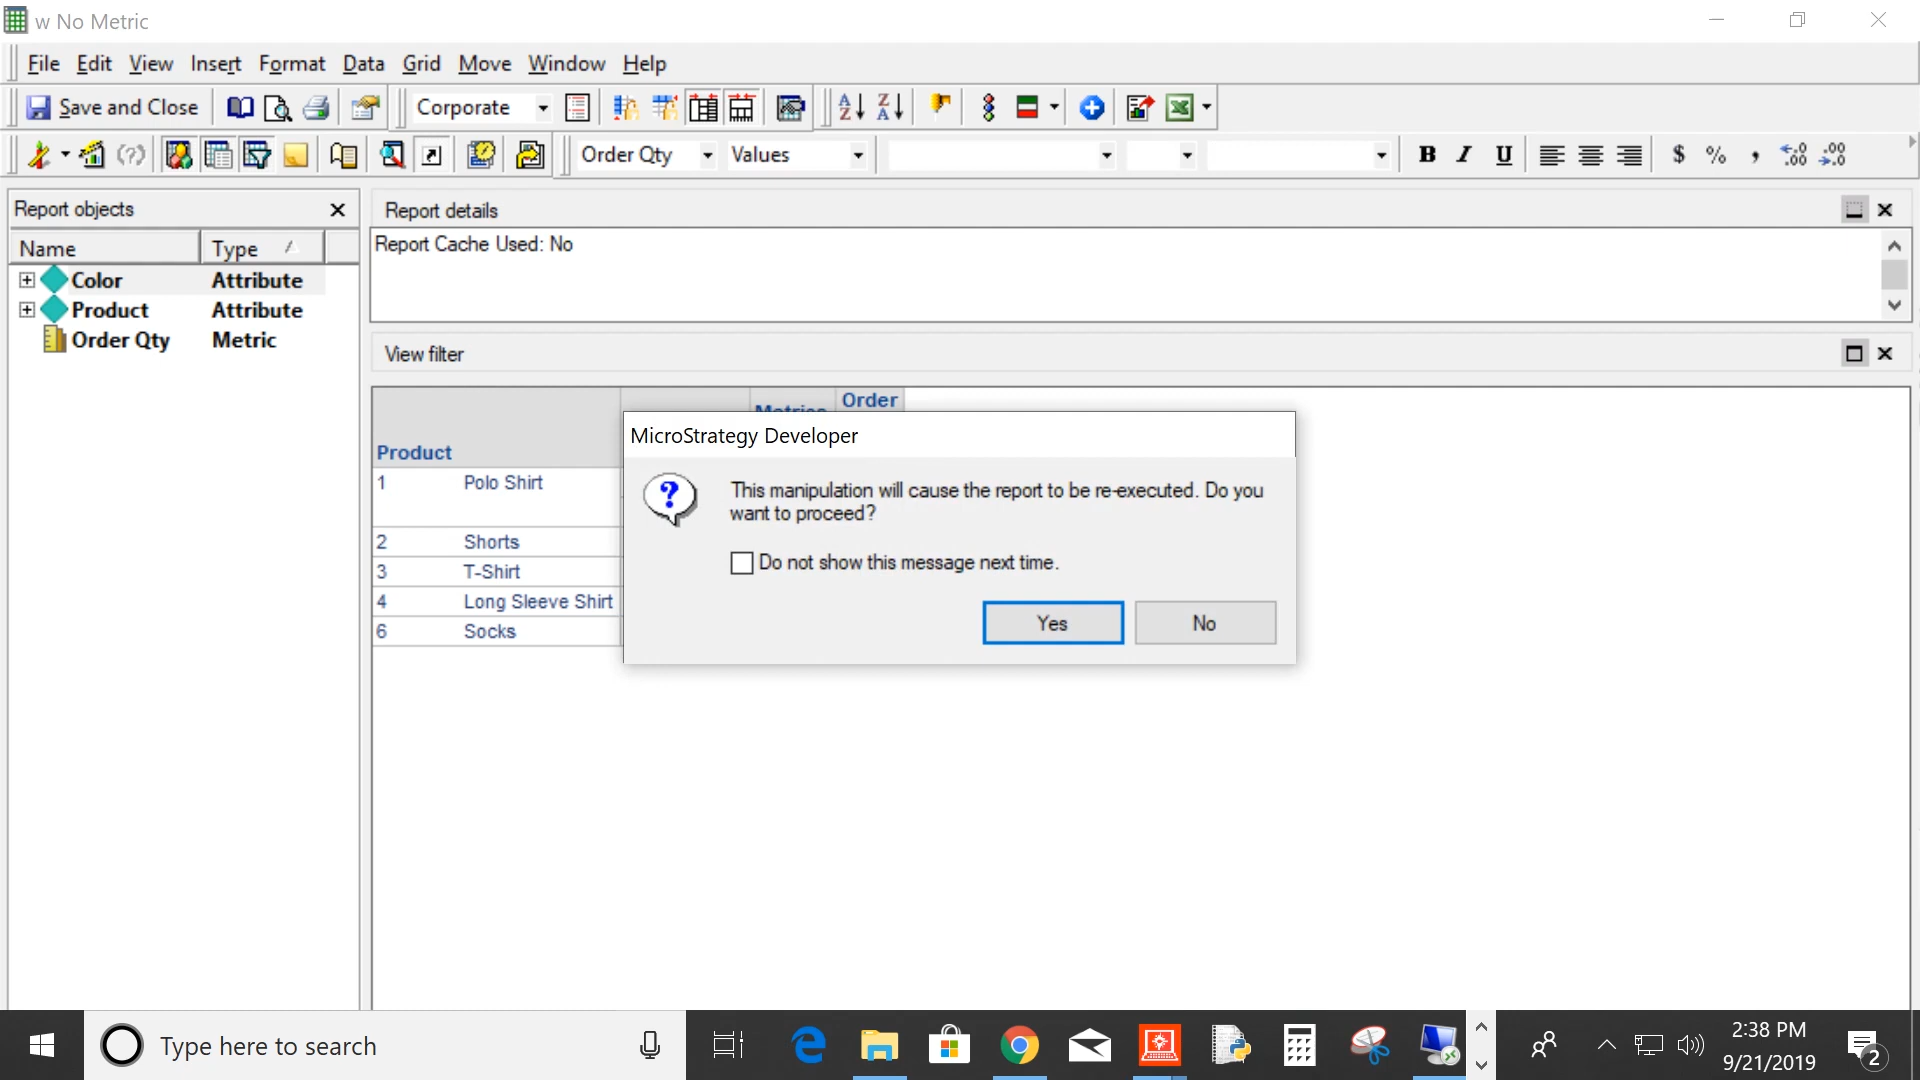 w No Metric
File Edit View Insert Format Data Grid Move Window Help
Save and Close Corporate
Order Qty Values B I U $ % , .00 .00
Report objects
Name Type
Color Attribute
Product Attribute
Order Qty Metric
Report details
Report Cache Used: No
View filter
Metrics Order
Product
1 Polo Shirt
2 Shorts
3 T-Shirt
4 Long Sleeve Shirt
6 Socks
MicroStrategy Developer
This manipulation will cause the report to be re-executed. Do you
want to proceed?
Do not show this message next time.
Yes No
Type here to search
2:38 PM
9/21/2019
2